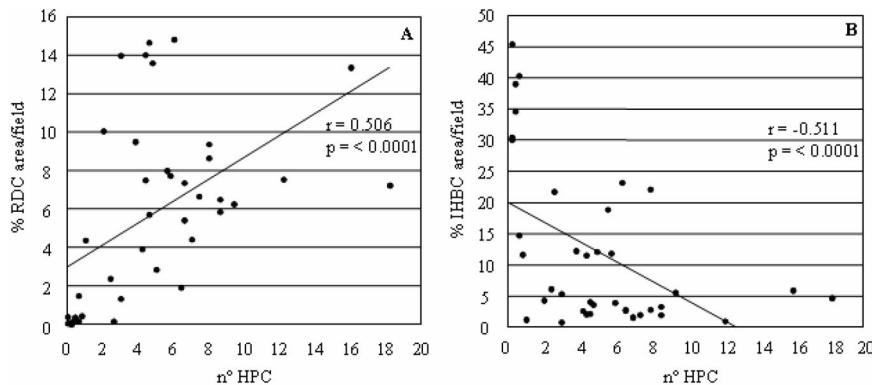 A
16
14
12
10
8
6
4
2
0
% RDC area/field
r = 0.506
p = < 0.0001
0 2 4 6 8 10 12 14 16 18 20
n° HPC
B
50
45
40
35
30
25
20
15
10
5
0
% IHBC area/field
r = -0.511
p = < 0.0001
0 2 4 6 8 10 12 14 16 18 20
n° HPC